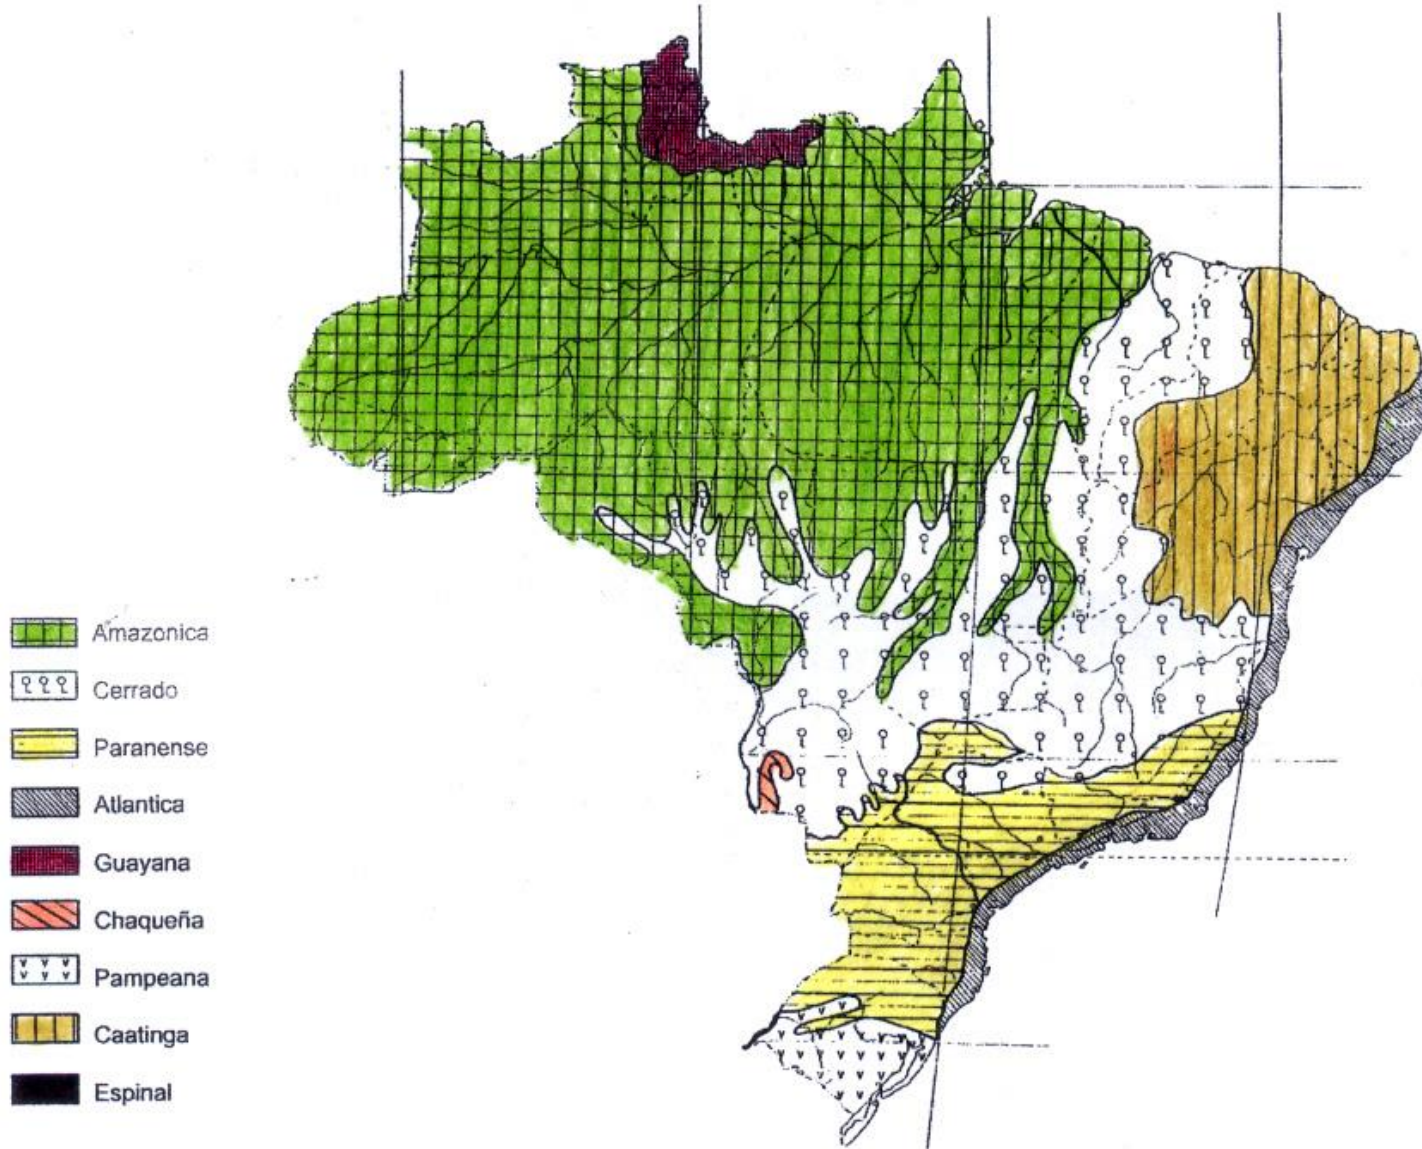 Amazonica
Cerrado
Paranense
Atlantica
Guayana
Chaqueña
Pampeana
Caatinga
Espinal